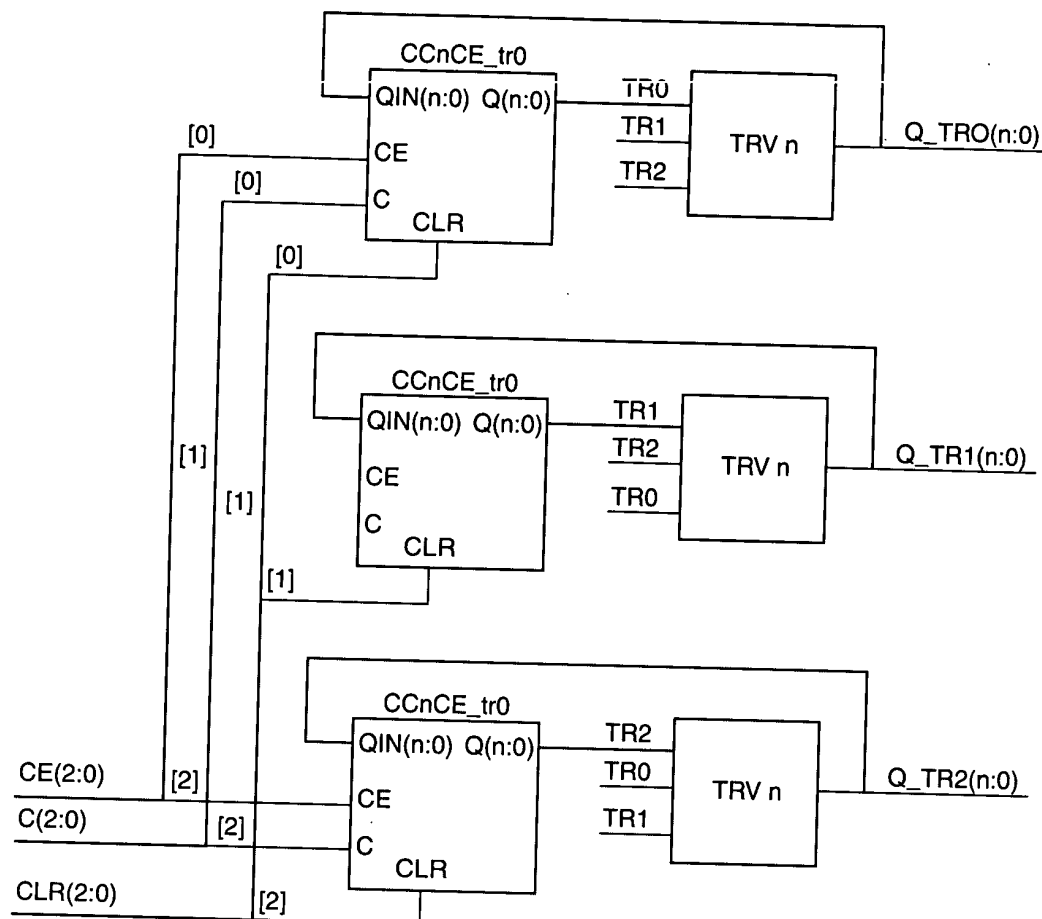 CCnCE_tr0
QIN(n:0) Q(n:0)
CE
C
CLR
[0]
[0]
[0]
TR0
TR1
TR2
TRV n
Q_TRO(n:0)
CCnCE_tr0
QIN(n:0) Q(n:0)
CE
C
CLR
[1]
[1]
[1]
TR1
TR2
TR0
TRV n
Q_TR1(n:0)
CCnCE_tr0
QIN(n:0) Q(n:0)
CE
C
CLR
TR2
TR0
TR1
TRV n
Q_TR2(n:0)
CE(2:0)
[2]
C(2:0)
[2]
CLR(2:0)
[2]